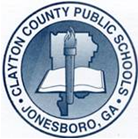 CLAYTON COUNTY PUBLIC SCHOOLS
• JONESBORO, GA •